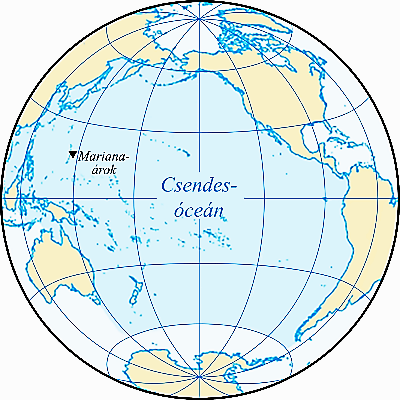 Mariana-
árok
Csendes-
óceán